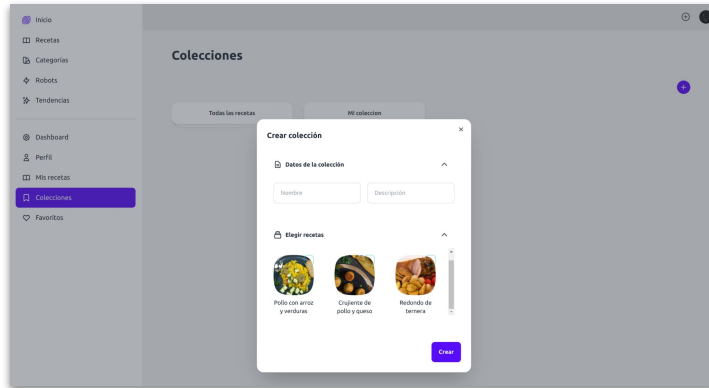 Inicio
Recetas
Categorías
Robots
Tendencias
Dashboard
Perfil
Mis recetas
Colecciones
Favoritos
Colecciones
Todas las recetas
Mi coleccion
Crear colección
Datos de la colección
Nombre
Descripción
Elegir recetas
Pollo con arroz
y verduras
Crujiente de
pollo y queso
Redondo de
ternera
Crear